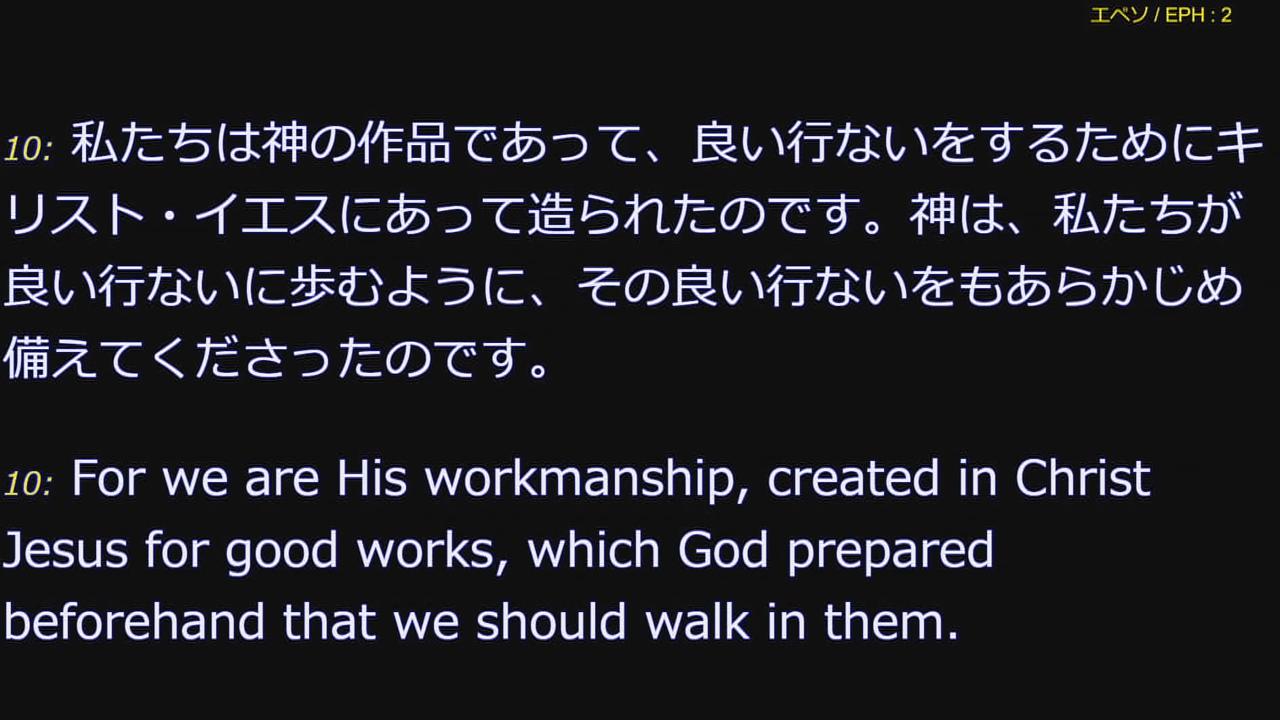 エペソ / EPH : 2
10: 私たちは神の作品であって、良い行ないをするためにキ
リスト・イエスにあって造られたのです。神は、私たちが
良い行ないに歩むように、その良い行ないをもあらかじめ
備えてくださったのです。
10: For we are His workmanship, created in Christ
Jesus for good works, which God prepared
beforehand that we should walk in them.